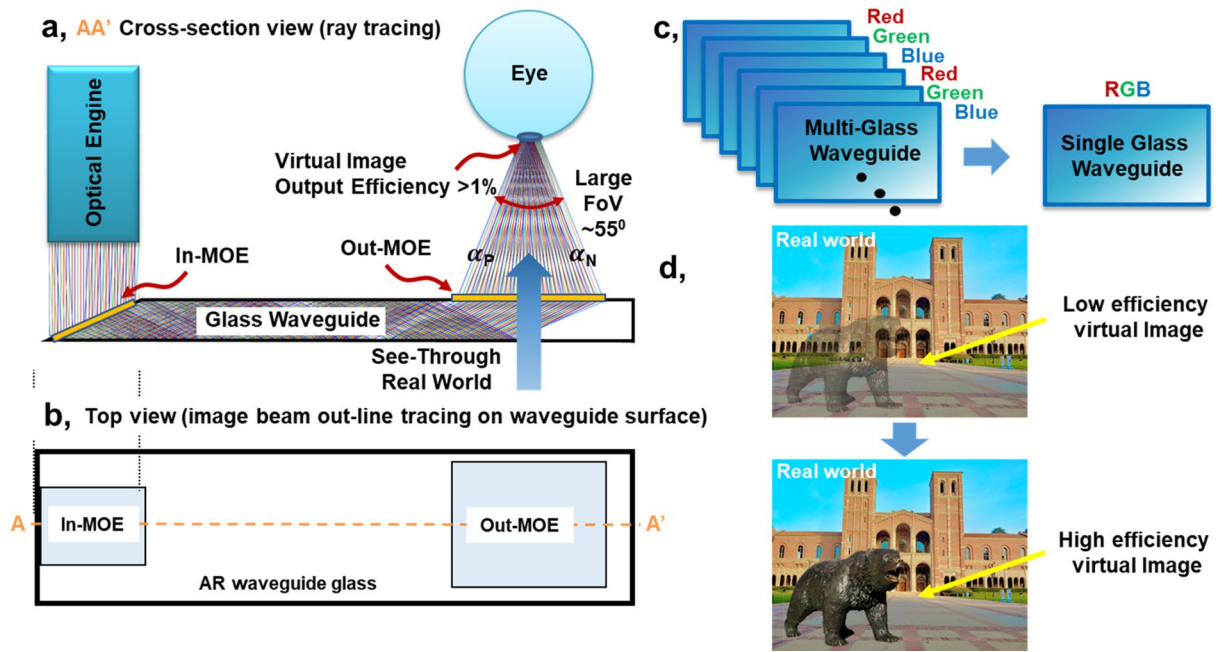 a, AA' Cross-section view (ray tracing)
Optical Engine
Eye
Virtual Image
Output Efficiency >1%
Large
FoV
~55⁰
In-MOE
Out-MOE
α_P
α_N
Glass Waveguide
See-Through
Real World
b, Top view (image beam out-line tracing on waveguide surface)
A
In-MOE
Out-MOE
A'
AR waveguide glass
c,
Red
Green
Blue
Red
Green
Blue
Multi-Glass
Waveguide
RGB
Single Glass
Waveguide
d,
Real world
Low efficiency
virtual Image
Real world
High efficiency
virtual Image